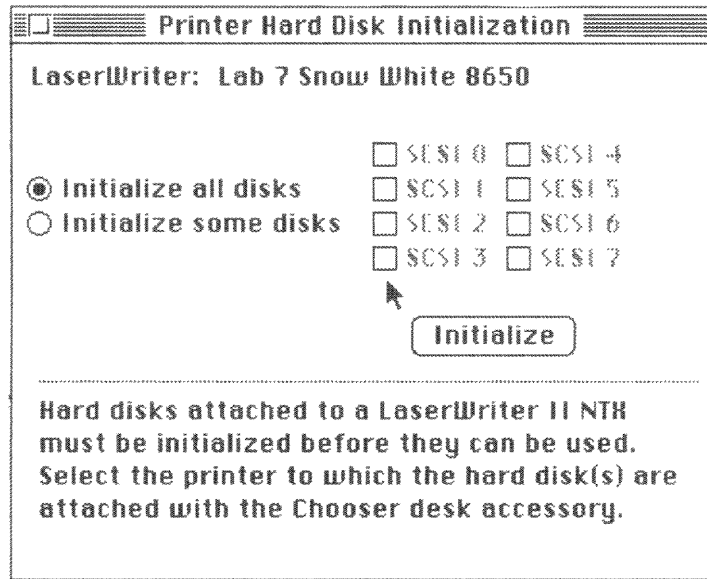 Printer Hard Disk Initialization
LaserWriter: Lab 7 Snow White 8650
SCSI 0 SCSI 4
Initialize all disks SCSI 1 SCSI 5
Initialize some disks SCSI 2 SCSI 6
SCSI 3 SCSI 7
Initialize
Hard disks attached to a LaserWriter II NTX
must be initialized before they can be used.
Select the printer to which the hard disk(s) are
attached with the Chooser desk accessory.